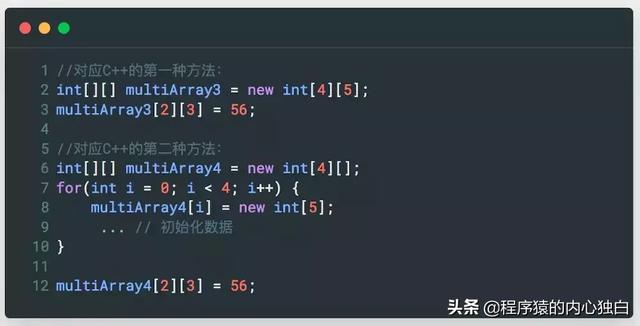 1 //对应C++的第一种方法:
2 int[][] multiArray3 = new int[4][5];
3 multiArray3[2][3] = 56;
4
5 //对应C++的第二种方法:
6 int[][] multiArray4 = new int[4][];
7 for(int i = 0; i < 4; i++) {
8     multiArray4[i] = new int[5];
9      ... // 初始化数据
10 }
11
12 multiArray4[2][3] = 56;
头条 @程序猿的内心独白